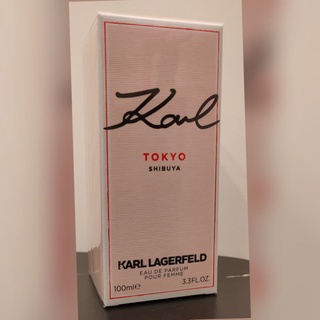 Karl
TOKYO
SHIBUYA
KARL LAGERFELD
EAU DE PARFUM
POUR FEMME
100ml℮ 3.3FL.OZ.